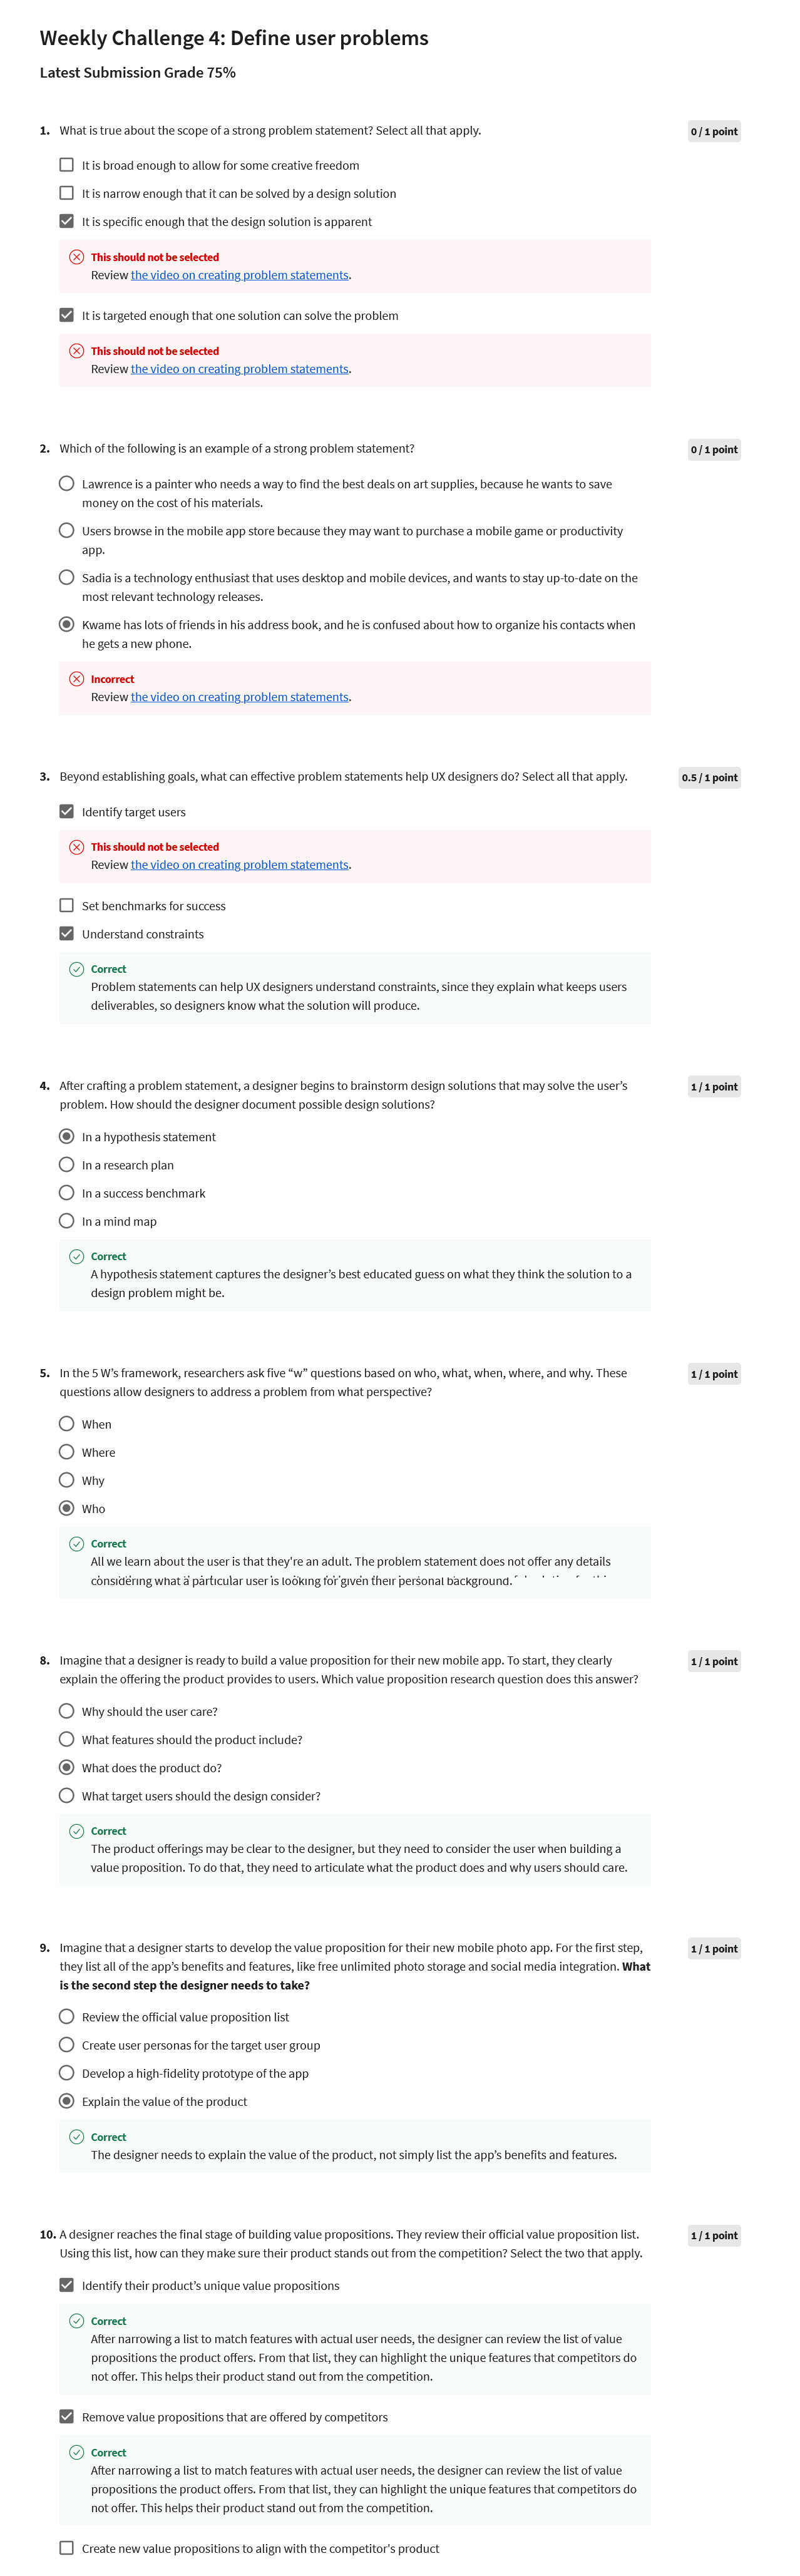 Weekly Challenge 4: Define user problems
Latest Submission Grade 75%
1. What is true about the scope of a strong problem statement? Select all that apply.
0 / 1 point
It is broad enough to allow for some creative freedom
It is narrow enough that it can be solved by a design solution
It is specific enough that the design solution is apparent
This should not be selected
Review the video on creating problem statements.
It is targeted enough that one solution can solve the problem
This should not be selected
Review the video on creating problem statements.
2. Which of the following is an example of a strong problem statement?
0 / 1 point
Lawrence is a painter who needs a way to find the best deals on art supplies, because he wants to save
money on the cost of his materials.
Users browse in the mobile app store because they may want to purchase a mobile game or productivity
app.
Sadia is a technology enthusiast that uses desktop and mobile devices, and wants to stay up-to-date on the
most relevant technology releases.
Kwame has lots of friends in his address book, and he is confused about how to organize his contacts when
he gets a new phone.
Incorrect
Review the video on creating problem statements.
3. Beyond establishing goals, what can effective problem statements help UX designers do? Select all that apply.
0.5 / 1 point
Identify target users
This should not be selected
Review the video on creating problem statements.
Set benchmarks for success
Understand constraints
Correct
Problem statements can help UX designers understand constraints, since they explain what keeps users
deliverables, so designers know what the solution will produce.
4. After crafting a problem statement, a designer begins to brainstorm design solutions that may solve the user's
problem. How should the designer document possible design solutions?
1 / 1 point
In a hypothesis statement
In a research plan
In a success benchmark
In a mind map
Correct
A hypothesis statement captures the designer's best educated guess on what they think the solution to a
design problem might be.
5. In the 5 W's framework, researchers ask five “w” questions based on who, what, when, where, and why. These
questions allow designers to address a problem from what perspective?
1 / 1 point
When
Where
Why
Who
Correct
All we learn about the user is that they're an adult. The problem statement does not offer any details
considering what a particular user is looking for given their personal background.
8. Imagine that a designer is ready to build a value proposition for their new mobile app. To start, they clearly
explain the offering the product provides to users. Which value proposition research question does this answer?
1 / 1 point
Why should the user care?
What features should the product include?
What does the product do?
What target users should the design consider?
Correct
The product offerings may be clear to the designer, but they need to consider the user when building a
value proposition. To do that, they need to articulate what the product does and why users should care.
9. Imagine that a designer starts to develop the value proposition for their new mobile photo app. For the first step,
they list all of the app's benefits and features, like free unlimited photo storage and social media integration. What
is the second step the designer needs to take?
1 / 1 point
Review the official value proposition list
Create user personas for the target user group
Develop a high-fidelity prototype of the app
Explain the value of the product
Correct
The designer needs to explain the value of the product, not simply list the app's benefits and features.
10. A designer reaches the final stage of building value propositions. They review their official value proposition list.
Using this list, how can they make sure their product stands out from the competition? Select the two that apply.
1 / 1 point
Identify their product's unique value propositions
Correct
After narrowing a list to match features with actual user needs, the designer can review the list of value
propositions the product offers. From that list, they can highlight the unique features that competitors do
not offer. This helps their product stand out from the competition.
Remove value propositions that are offered by competitors
Correct
After narrowing a list to match features with actual user needs, the designer can review the list of value
propositions the product offers. From that list, they can highlight the unique features that competitors do
not offer. This helps their product stand out from the competition.
Create new value propositions to align with the competitor's product